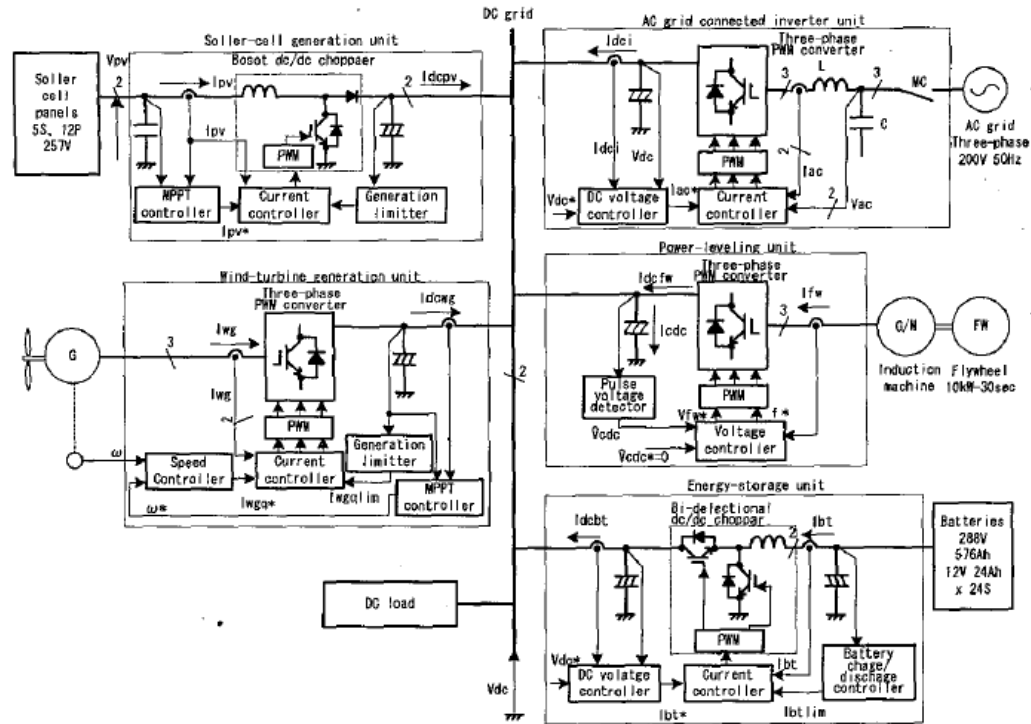 DC grid
Soller-cell generation unit
Bosot dc/dc choppaer
Vpv
2
Ipv
2
Idcpv
Soller
cell
panels
5S, 12P
257V
Ipv
PWM
MPPT
controller
Current
controller
Generation
limitter
Ipv*
AC grid connected inverter unit
Idci
Three-phase
PWM converter
L
3
3
MC
C
AC grid
Three-phase
200V 50Hz
Idci
Vdc
PWM
2
Iac
Vdc*
DC voltage
controller
Iac*
Current
controller
2
Vac
Wind-turbine generation unit
Three-phase
PWM converter
Idcwg
3
Iwg
G
Iwg
2
PWM
Generation
limitter
ω
Speed
Controller
Current
controller
MPPT
controller
ω*
Iwgq*
Iwgqlim
2
Power-leveling unit
Idcfw
Three-phase
PWM converter
Ifw
Icdc
3
G/M
FW
Induction
machine
Flywheel
10kW-30sec
Pulse
voltage
detector
PWM
Vfw*
f*
Ṽcdc
Voltage
controller
Ṽcdc*=0
Energy-storage unit
Idcbt
Bi-defectional
dc/dc choppar
2
Ibt
Batteries
288V
576Ah
12V 24Ah
x 24S
PWM
Vdc*
DC volatge
controller
Current
controller
Ibt
Battery
chage/
dischage
controller
Ibt*
Ibtlim
DC load
Vdc